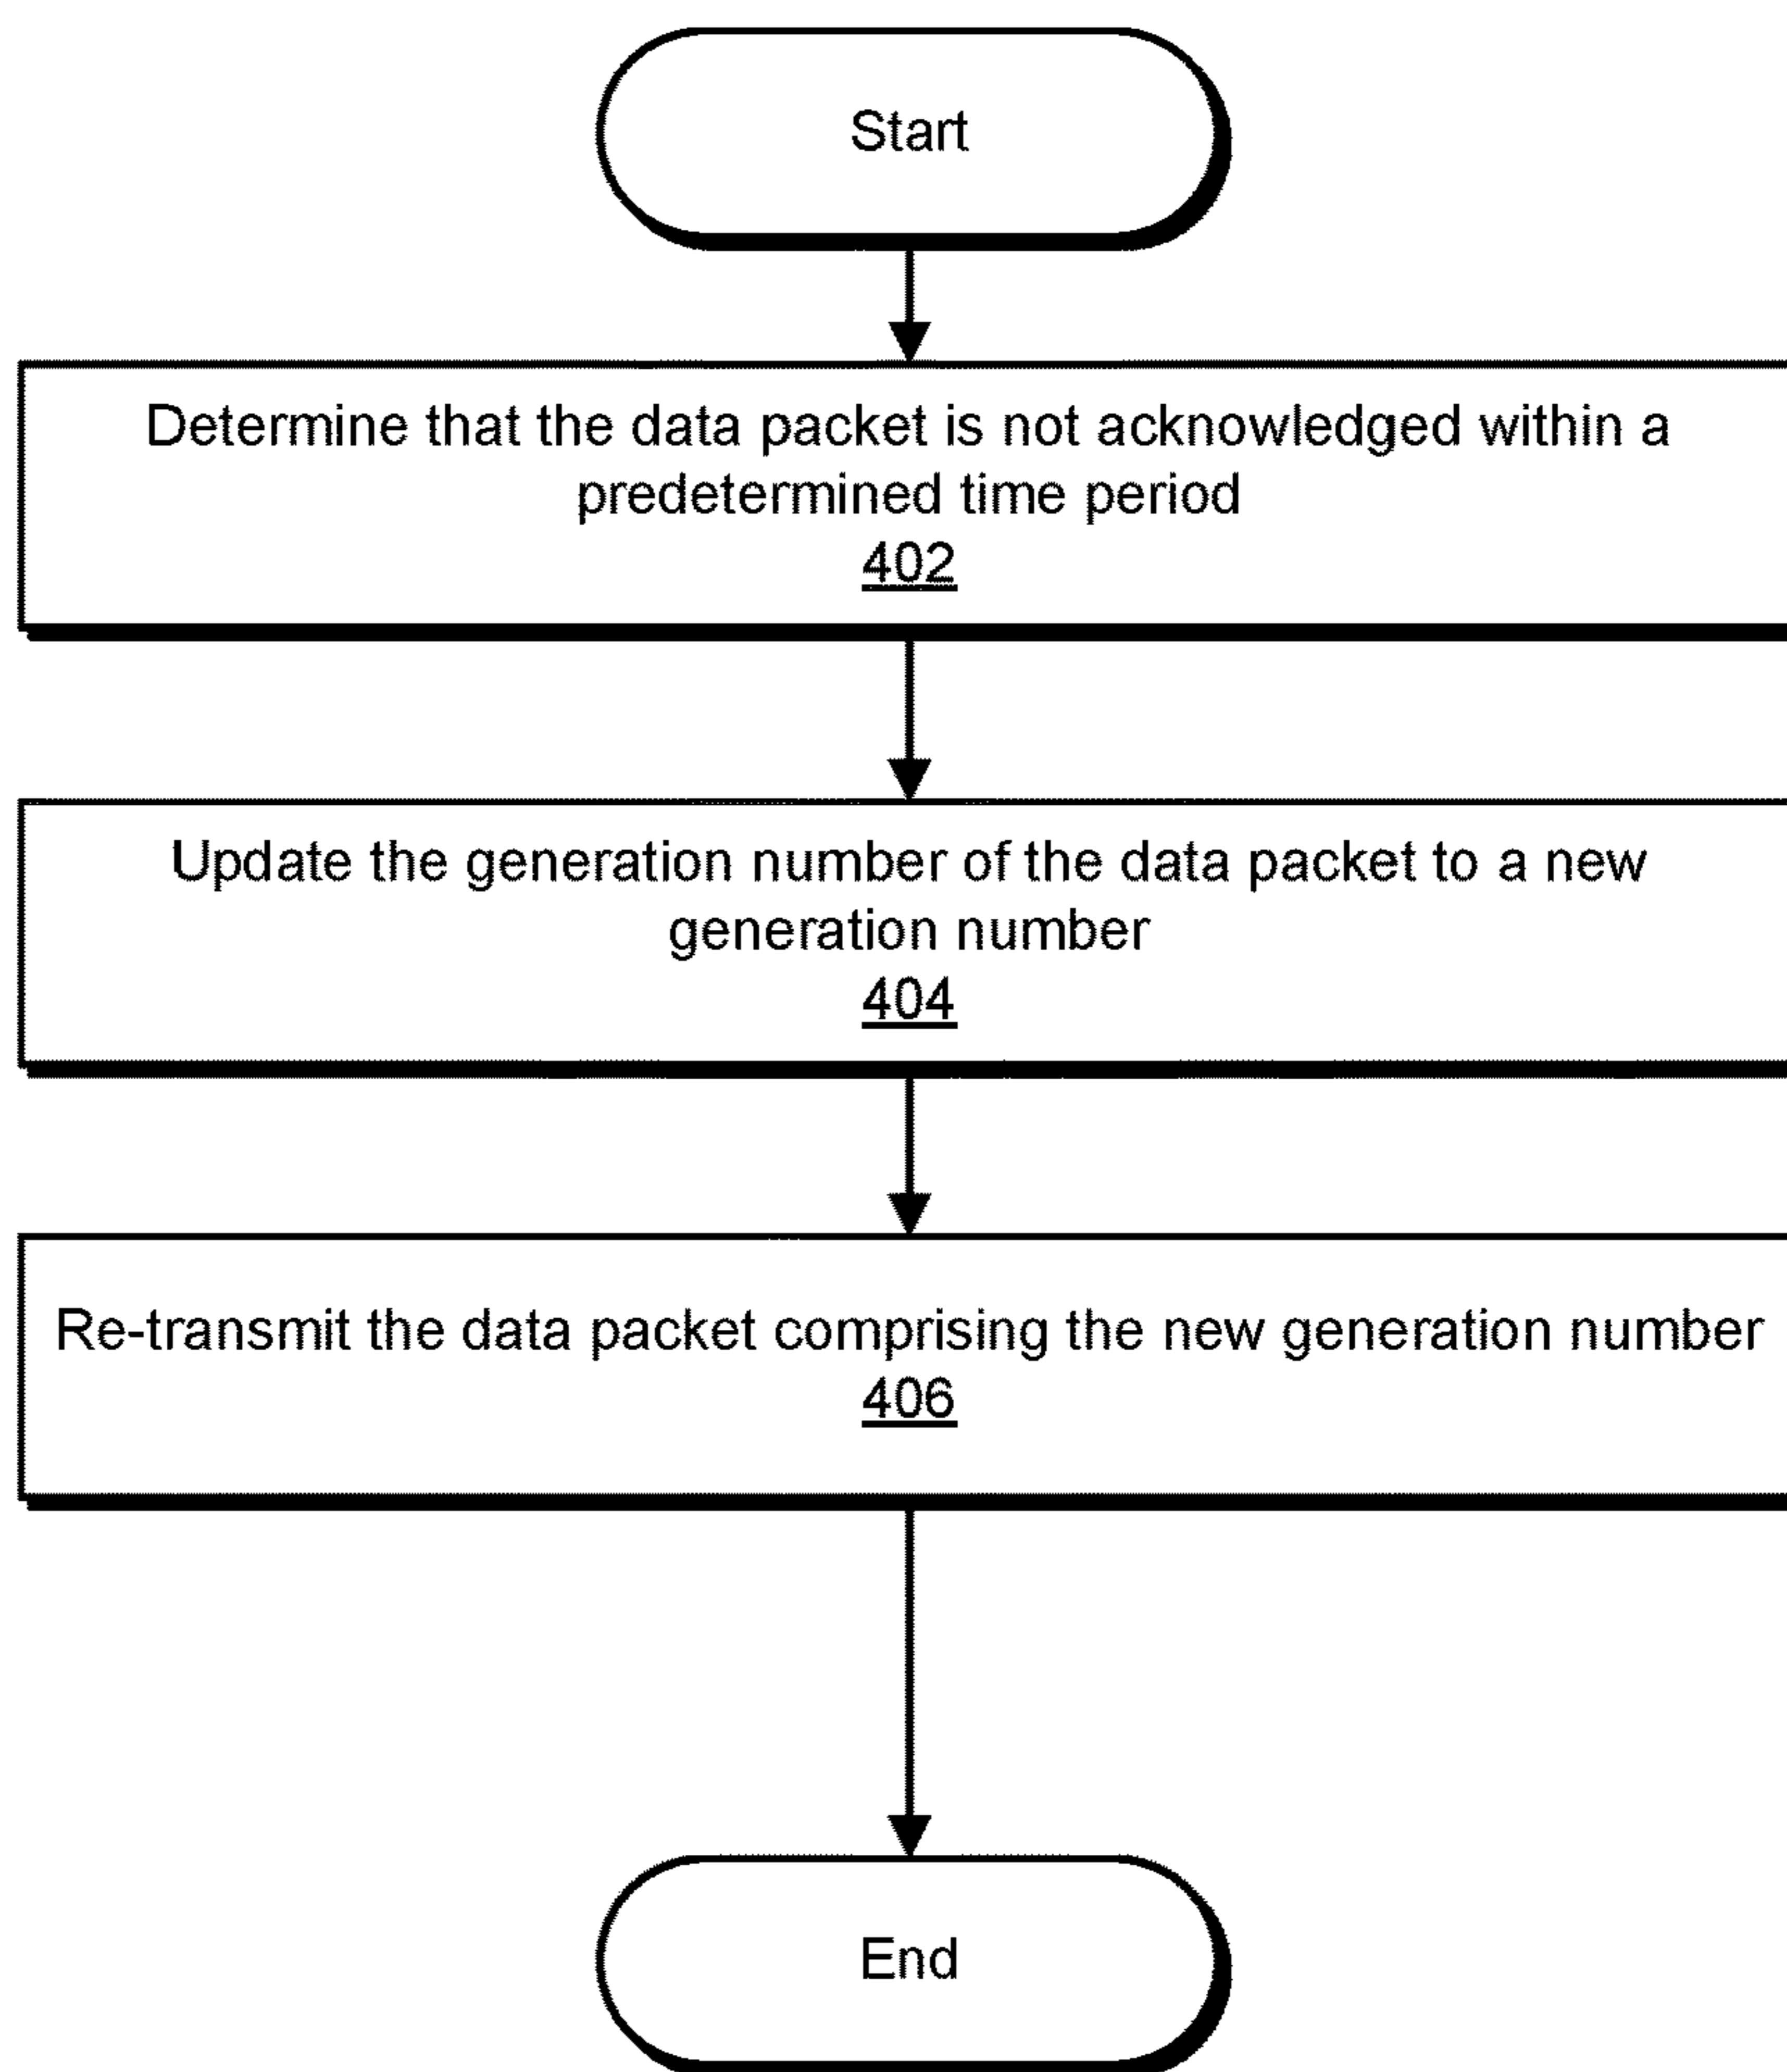 Start
Determine that the data packet is not acknowledged within a
predetermined time period
402
Update the generation number of the data packet to a new
generation number
404
Re-transmit the data packet comprising the new generation number
406
End